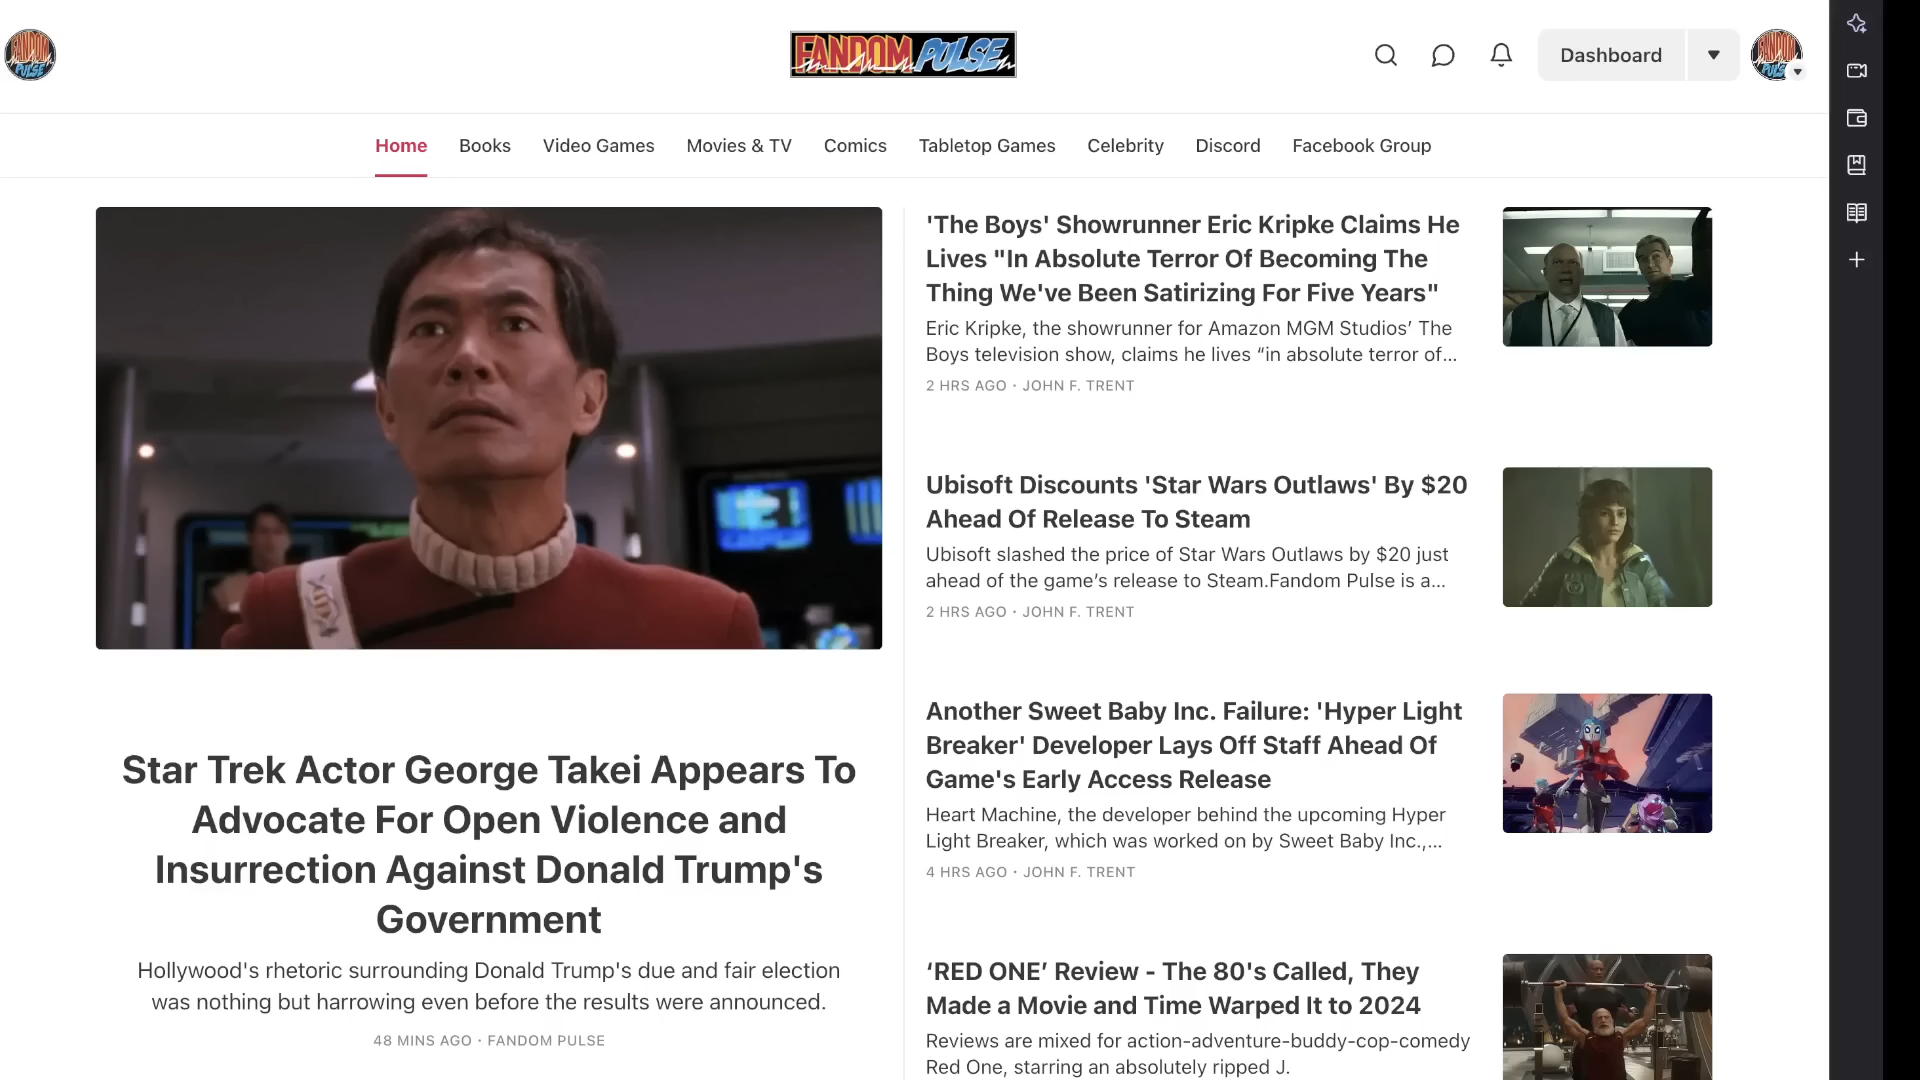 FANDOM PULSE
FANDOM PULSE
Dashboard
FANDOM PULSE
Home
Books
Video Games
Movies & TV
Comics
Tabletop Games
Celebrity
Discord
Facebook Group
Star Trek Actor George Takei Appears To
Advocate For Open Violence and
Insurrection Against Donald Trump's
Government
Hollywood's rhetoric surrounding Donald Trump's due and fair election
was nothing but harrowing even before the results were announced.
48 MINS AGO · FANDOM PULSE
'The Boys' Showrunner Eric Kripke Claims He
Lives "In Absolute Terror Of Becoming The
Thing We've Been Satirizing For Five Years"
Eric Kripke, the showrunner for Amazon MGM Studios’ The
Boys television show, claims he lives “in absolute terror of...
2 HRS AGO · JOHN F. TRENT
Ubisoft Discounts 'Star Wars Outlaws' By $20
Ahead Of Release To Steam
Ubisoft slashed the price of Star Wars Outlaws by $20 just
ahead of the game’s release to Steam.Fandom Pulse is a...
2 HRS AGO · JOHN F. TRENT
Another Sweet Baby Inc. Failure: 'Hyper Light
Breaker' Developer Lays Off Staff Ahead Of
Game's Early Access Release
Heart Machine, the developer behind the upcoming Hyper
Light Breaker, which was worked on by Sweet Baby Inc.,...
4 HRS AGO · JOHN F. TRENT
‘RED ONE’ Review - The 80's Called, They
Made a Movie and Time Warped It to 2024
Reviews are mixed for action-adventure-buddy-cop-comedy
Red One, starring an absolutely ripped J.